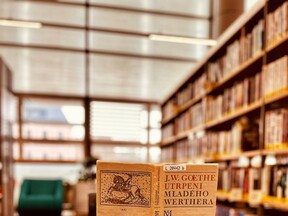 J.W. GOETHE
UTRPENÍ
MLADÉHO
WERTHERA